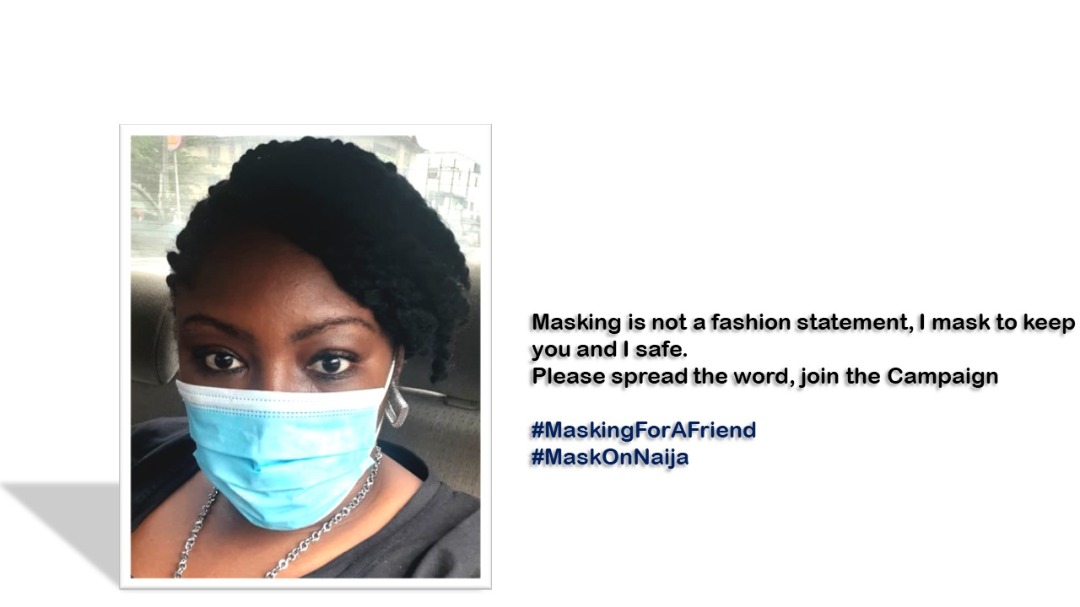 Masking is not a fashion statement, I mask to keep
you and I safe.
Please spread the word, join the Campaign
#MaskingForAFriend
#MaskOnNaija